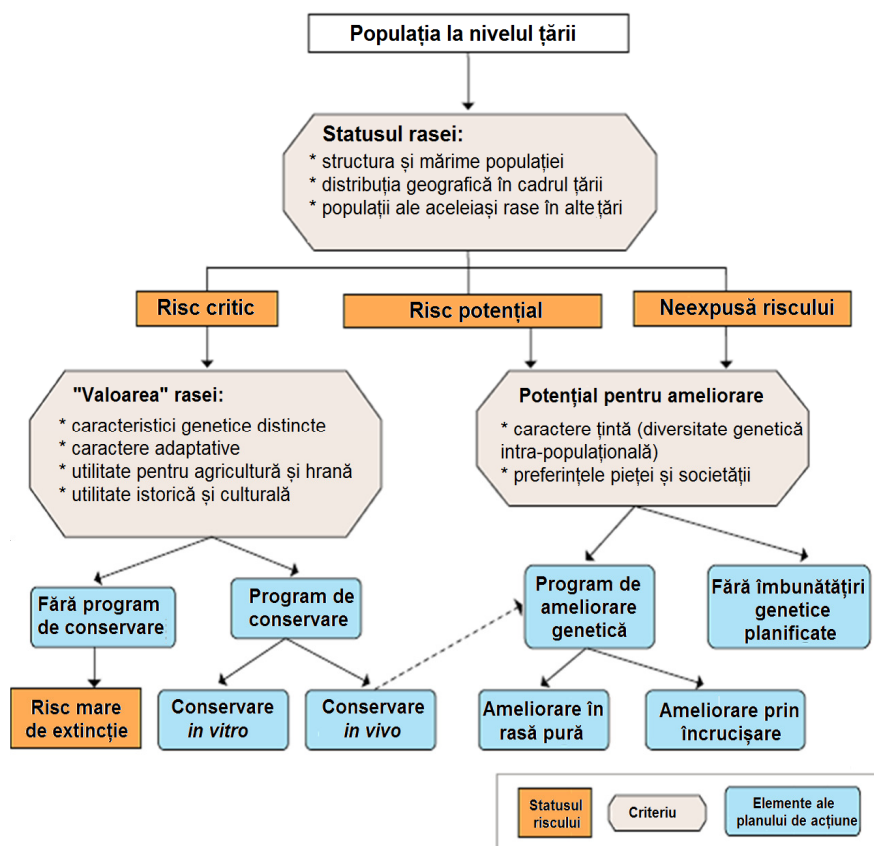 Populația la nivelul țării
Statusul rasei:
* structura și mărime populației
* distribuția geografică în cadrul țării
* populații ale aceleiași rase în alte țări
Risc critic
Risc potențial
Neexpusă riscului
"Valoarea" rasei:
* caracteristici genetice distincte
* caractere adaptative
* utilitate pentru agricultură și hrană
* utilitate istorică și culturală
Potențial pentru ameliorare
* caractere țintă (diversitate genetică
intra-populațională)
* preferințele pieței și societății
Fără program
de conservare
Program de
conservare
Program de
ameliorare
genetică
Fără îmbunătățiri
genetice
planificate
Risc mare
de extincție
Conservare
in vitro
Conservare
in vivo
Ameliorare în
rasă pură
Ameliorare prin
încrucișare
Statusul
riscului
Criteriu
Elemente ale
planului de acțiune